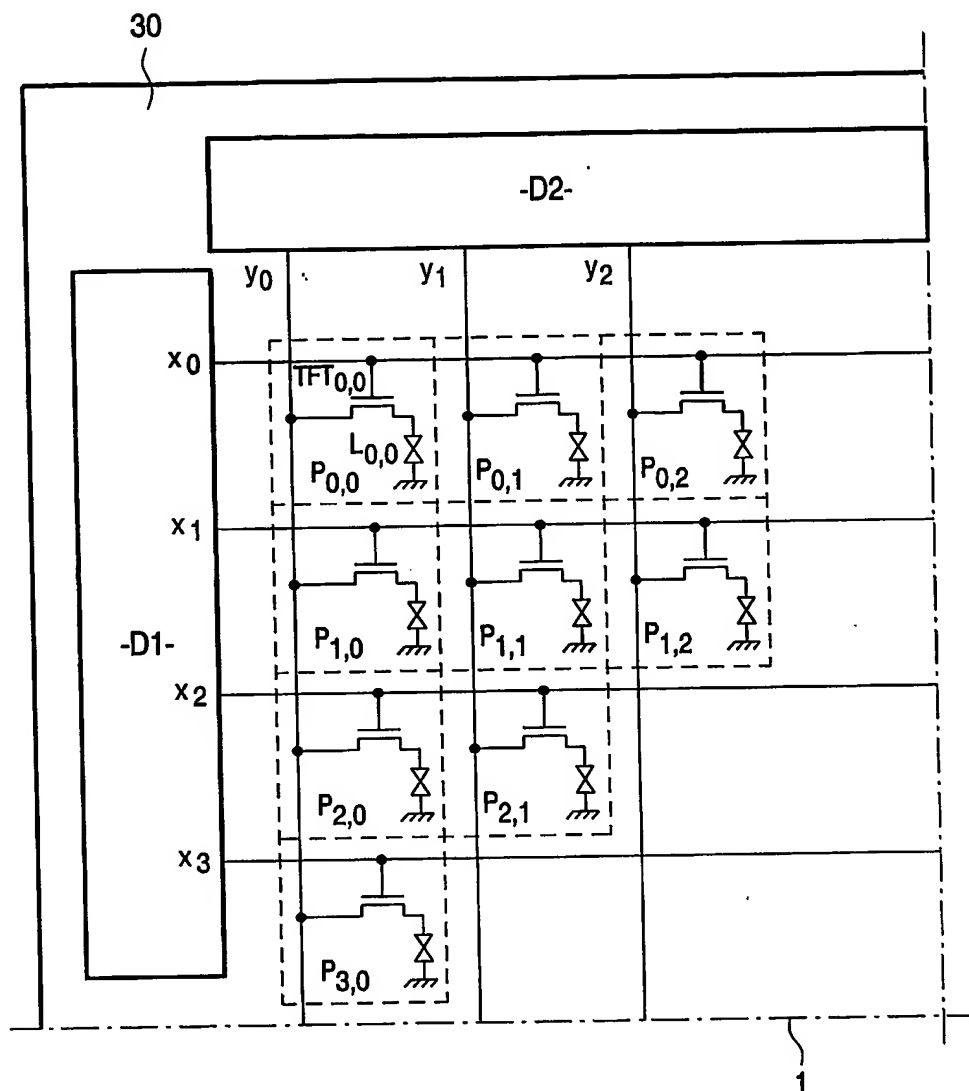 30
-D2-
y0 y1 y2
x0
TFT0,0
L0,0
P0,0 P0,1 P0,2
x1
P1,0 P1,1 P1,2
-D1-
x2
P2,0 P2,1
x3
P3,0
1